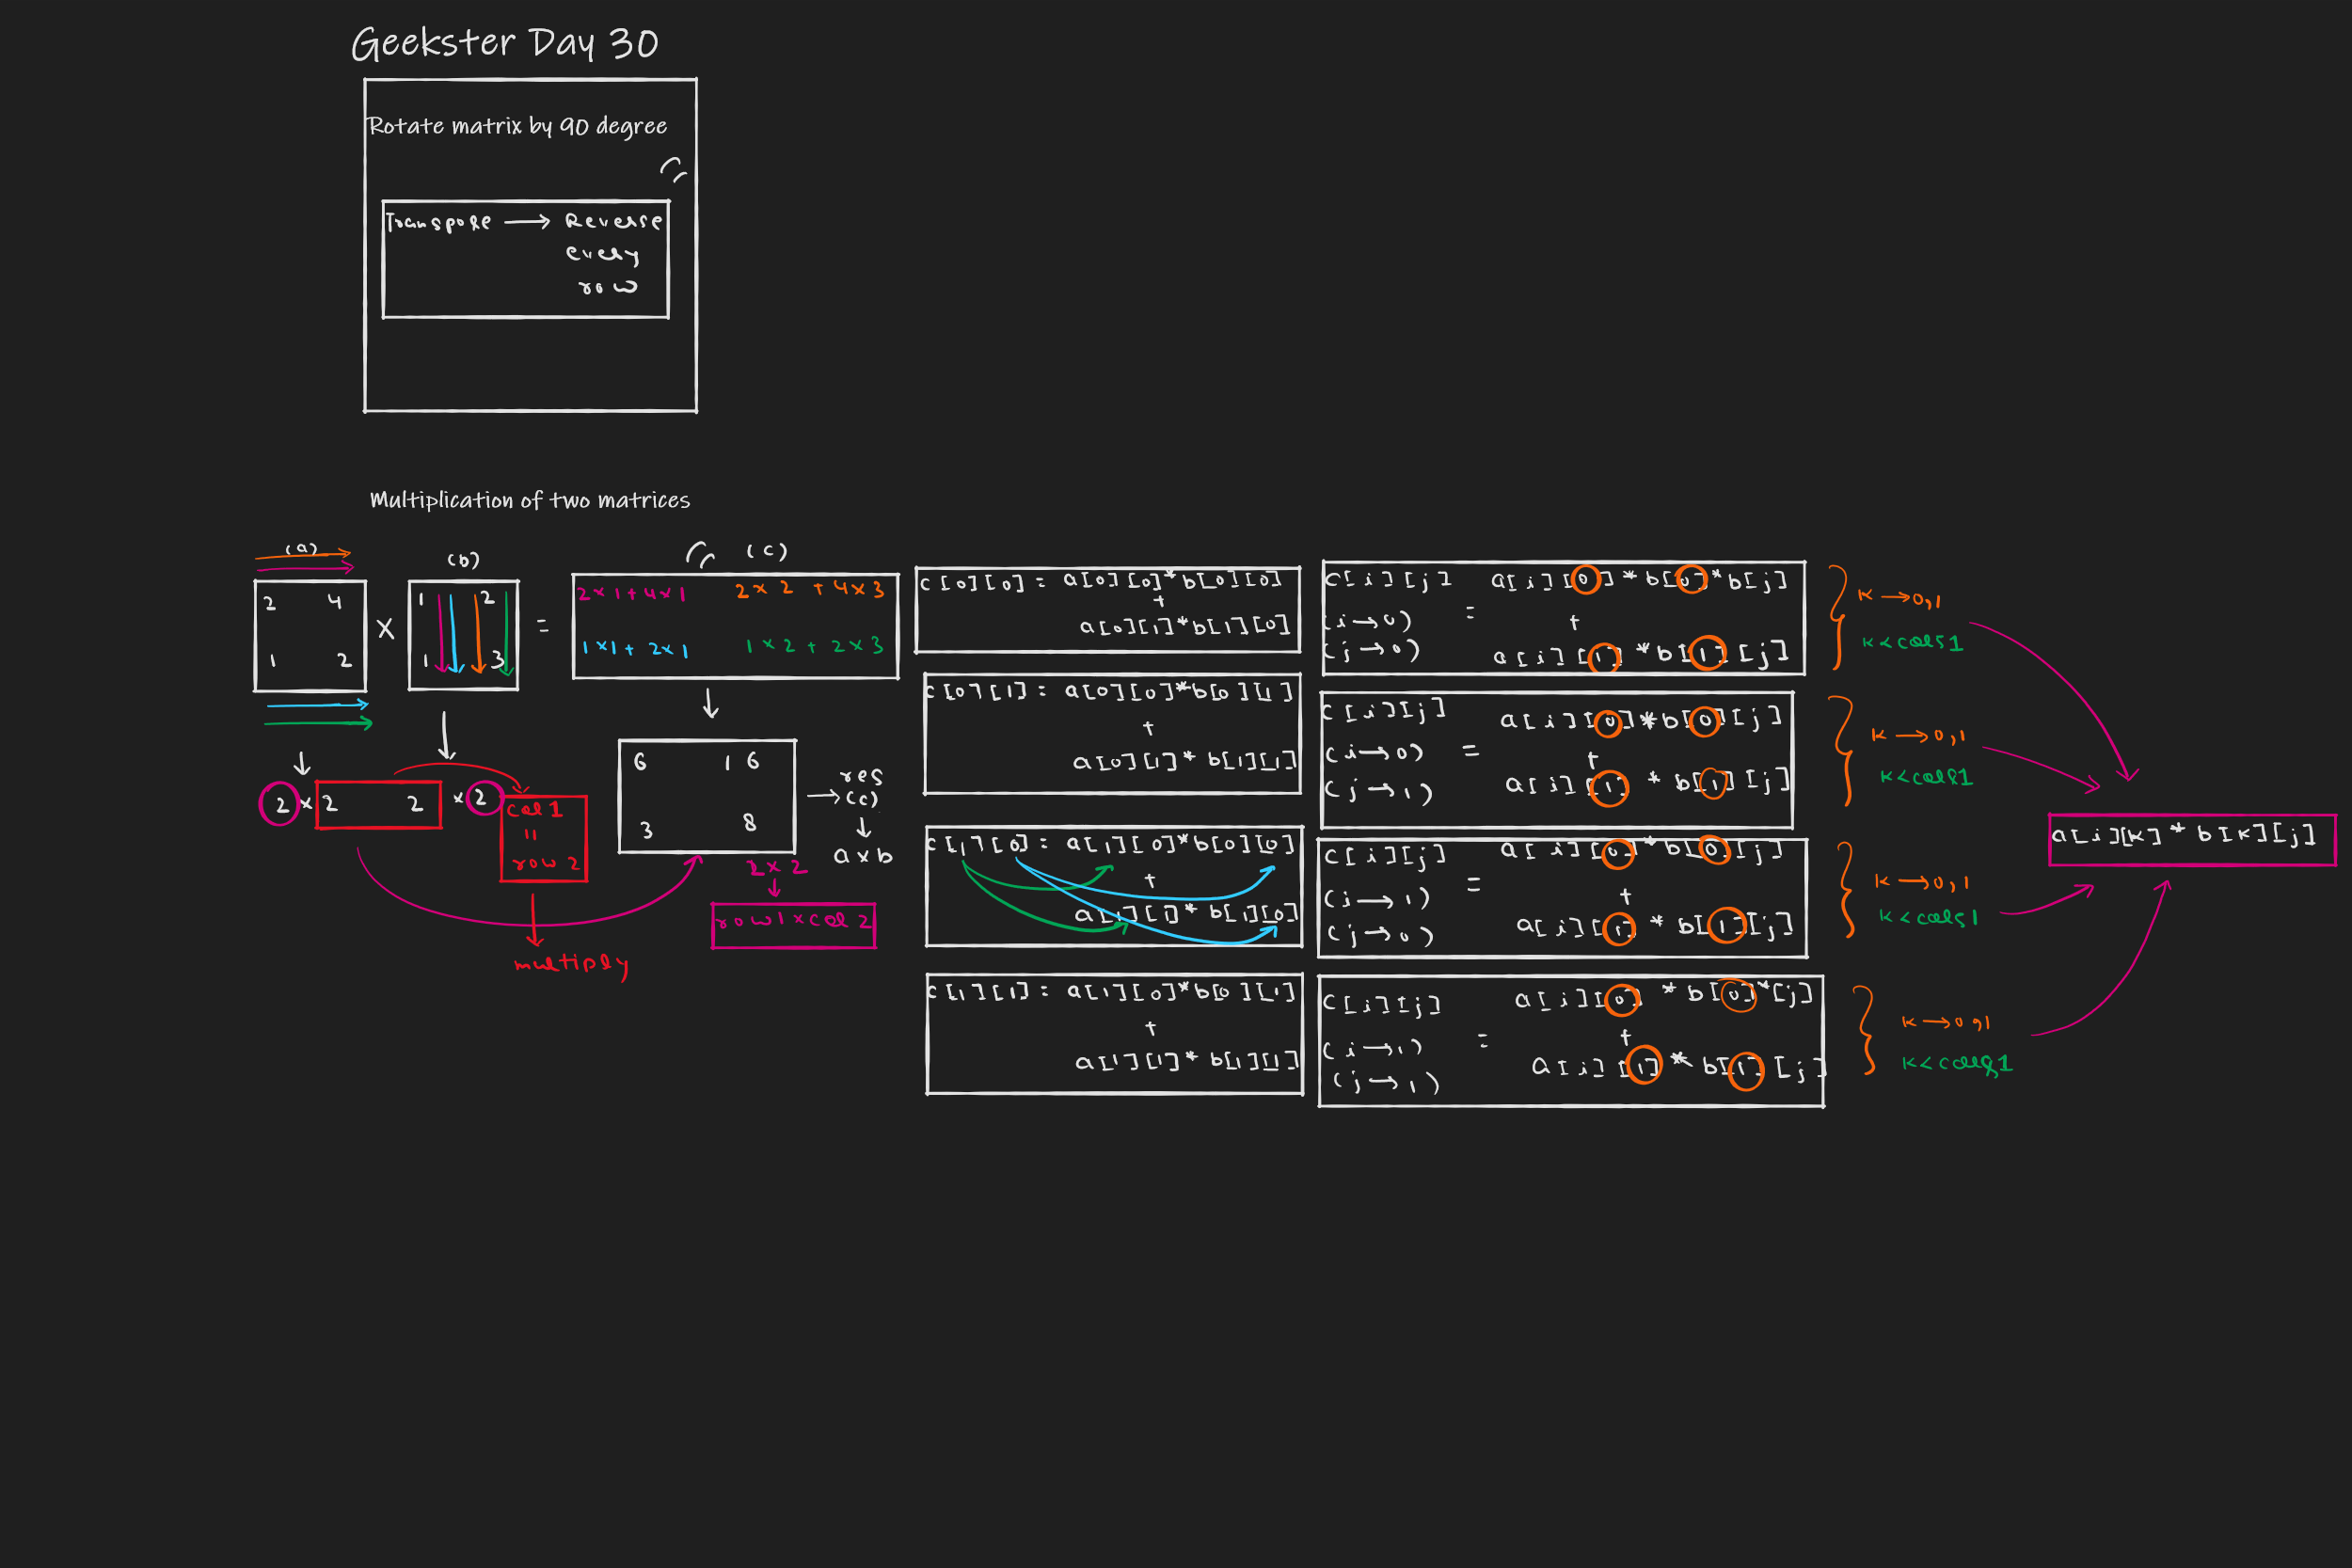 Geekster Day 30
Rotate matrix by 90 degree
Transpose → Reverse
every
row
Multiplication of two matrices
(a)
(b)
(c)
2 4
1 2
X
1 2
1 3
=
2×1+4×1 2×2+4×3
1×1+2×1 1×2+2×3
2×2 2×2
col 1
=
row 2
multiply
6 16
3 8
→ res
(c)
↓
a×b
2×2
↓
row1×col 2
c[0][0] = a[0][0]*b[0][0]
+
a[0][1]*b[1][0]
c[0][1] = a[0][0]*b[0][1]
+
a[0][1]*b[1][1]
c[1][0] = a[1][0]*b[0][0]
+
a[1][1]*b[1][0]
c[1][1] = a[1][0]*b[0][1]
+
a[1][1]*b[1][1]
c[i][j] a[i][0]*b[0]*b[j]
(i→0) = +
(j→0) a[i][1]*b[1][j]
K→0,1
K<cols1
c[i][j] a[i][0]*b[0][j]
(i→0) = +
(j→1) a[i][1]*b[1][j]
K→0,1
K<cols1
c[i][j] a[i][0]*b[0][j]
(i→1) = +
(j→0) a[i][1]*b[1][j]
K→0,1
K<cols1
c[i][j] a[i][0]*b[0]*[j]
(i→1) = +
(j→1) a[i][1]*b[1][j]
K→0,1
K<cols1
a[i][K]*b[K][j]